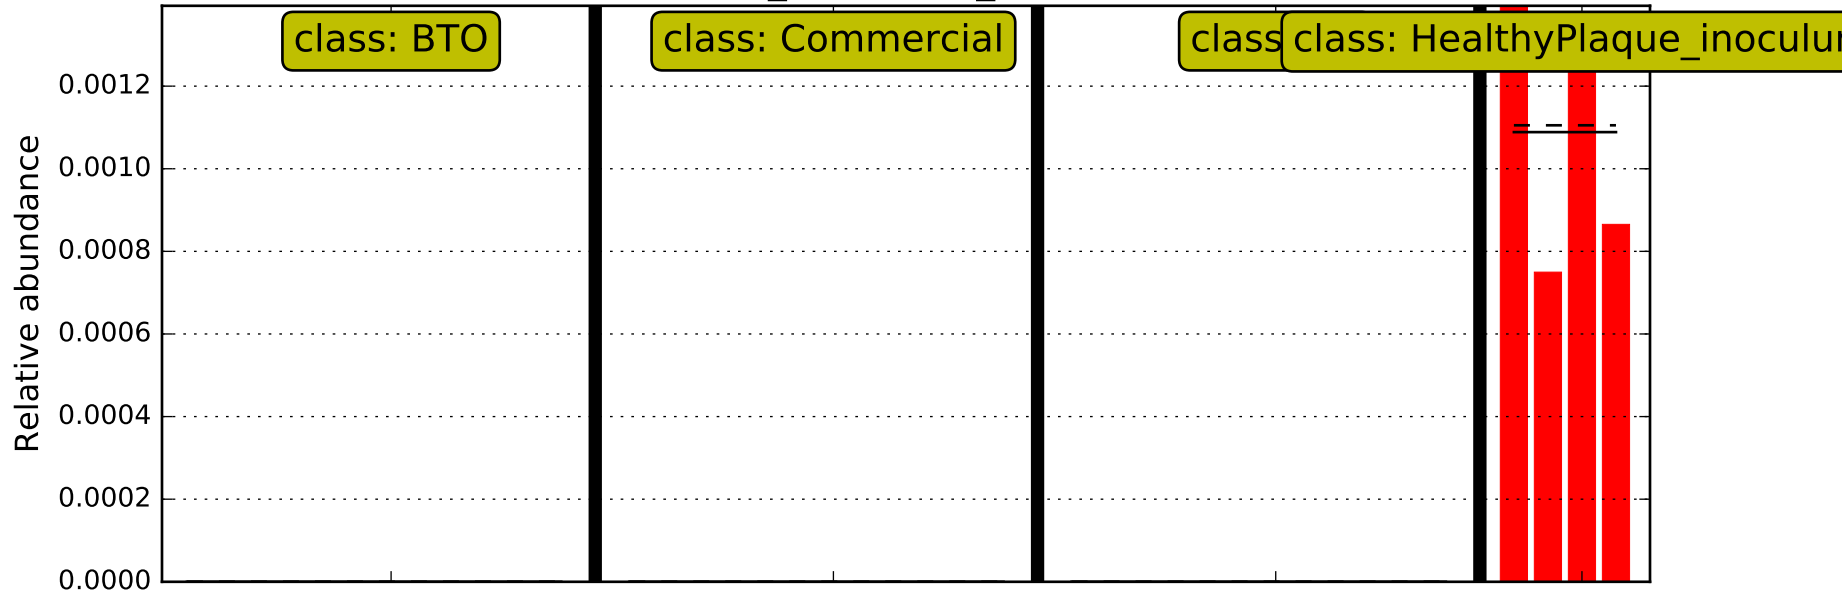 class: BTO
class: Commercial
class
class: HealthyPlaque_inoculu
0.0012
0.0010
0.0008
0.0006
0.0004
0.0002
0.0000
Relative abundance